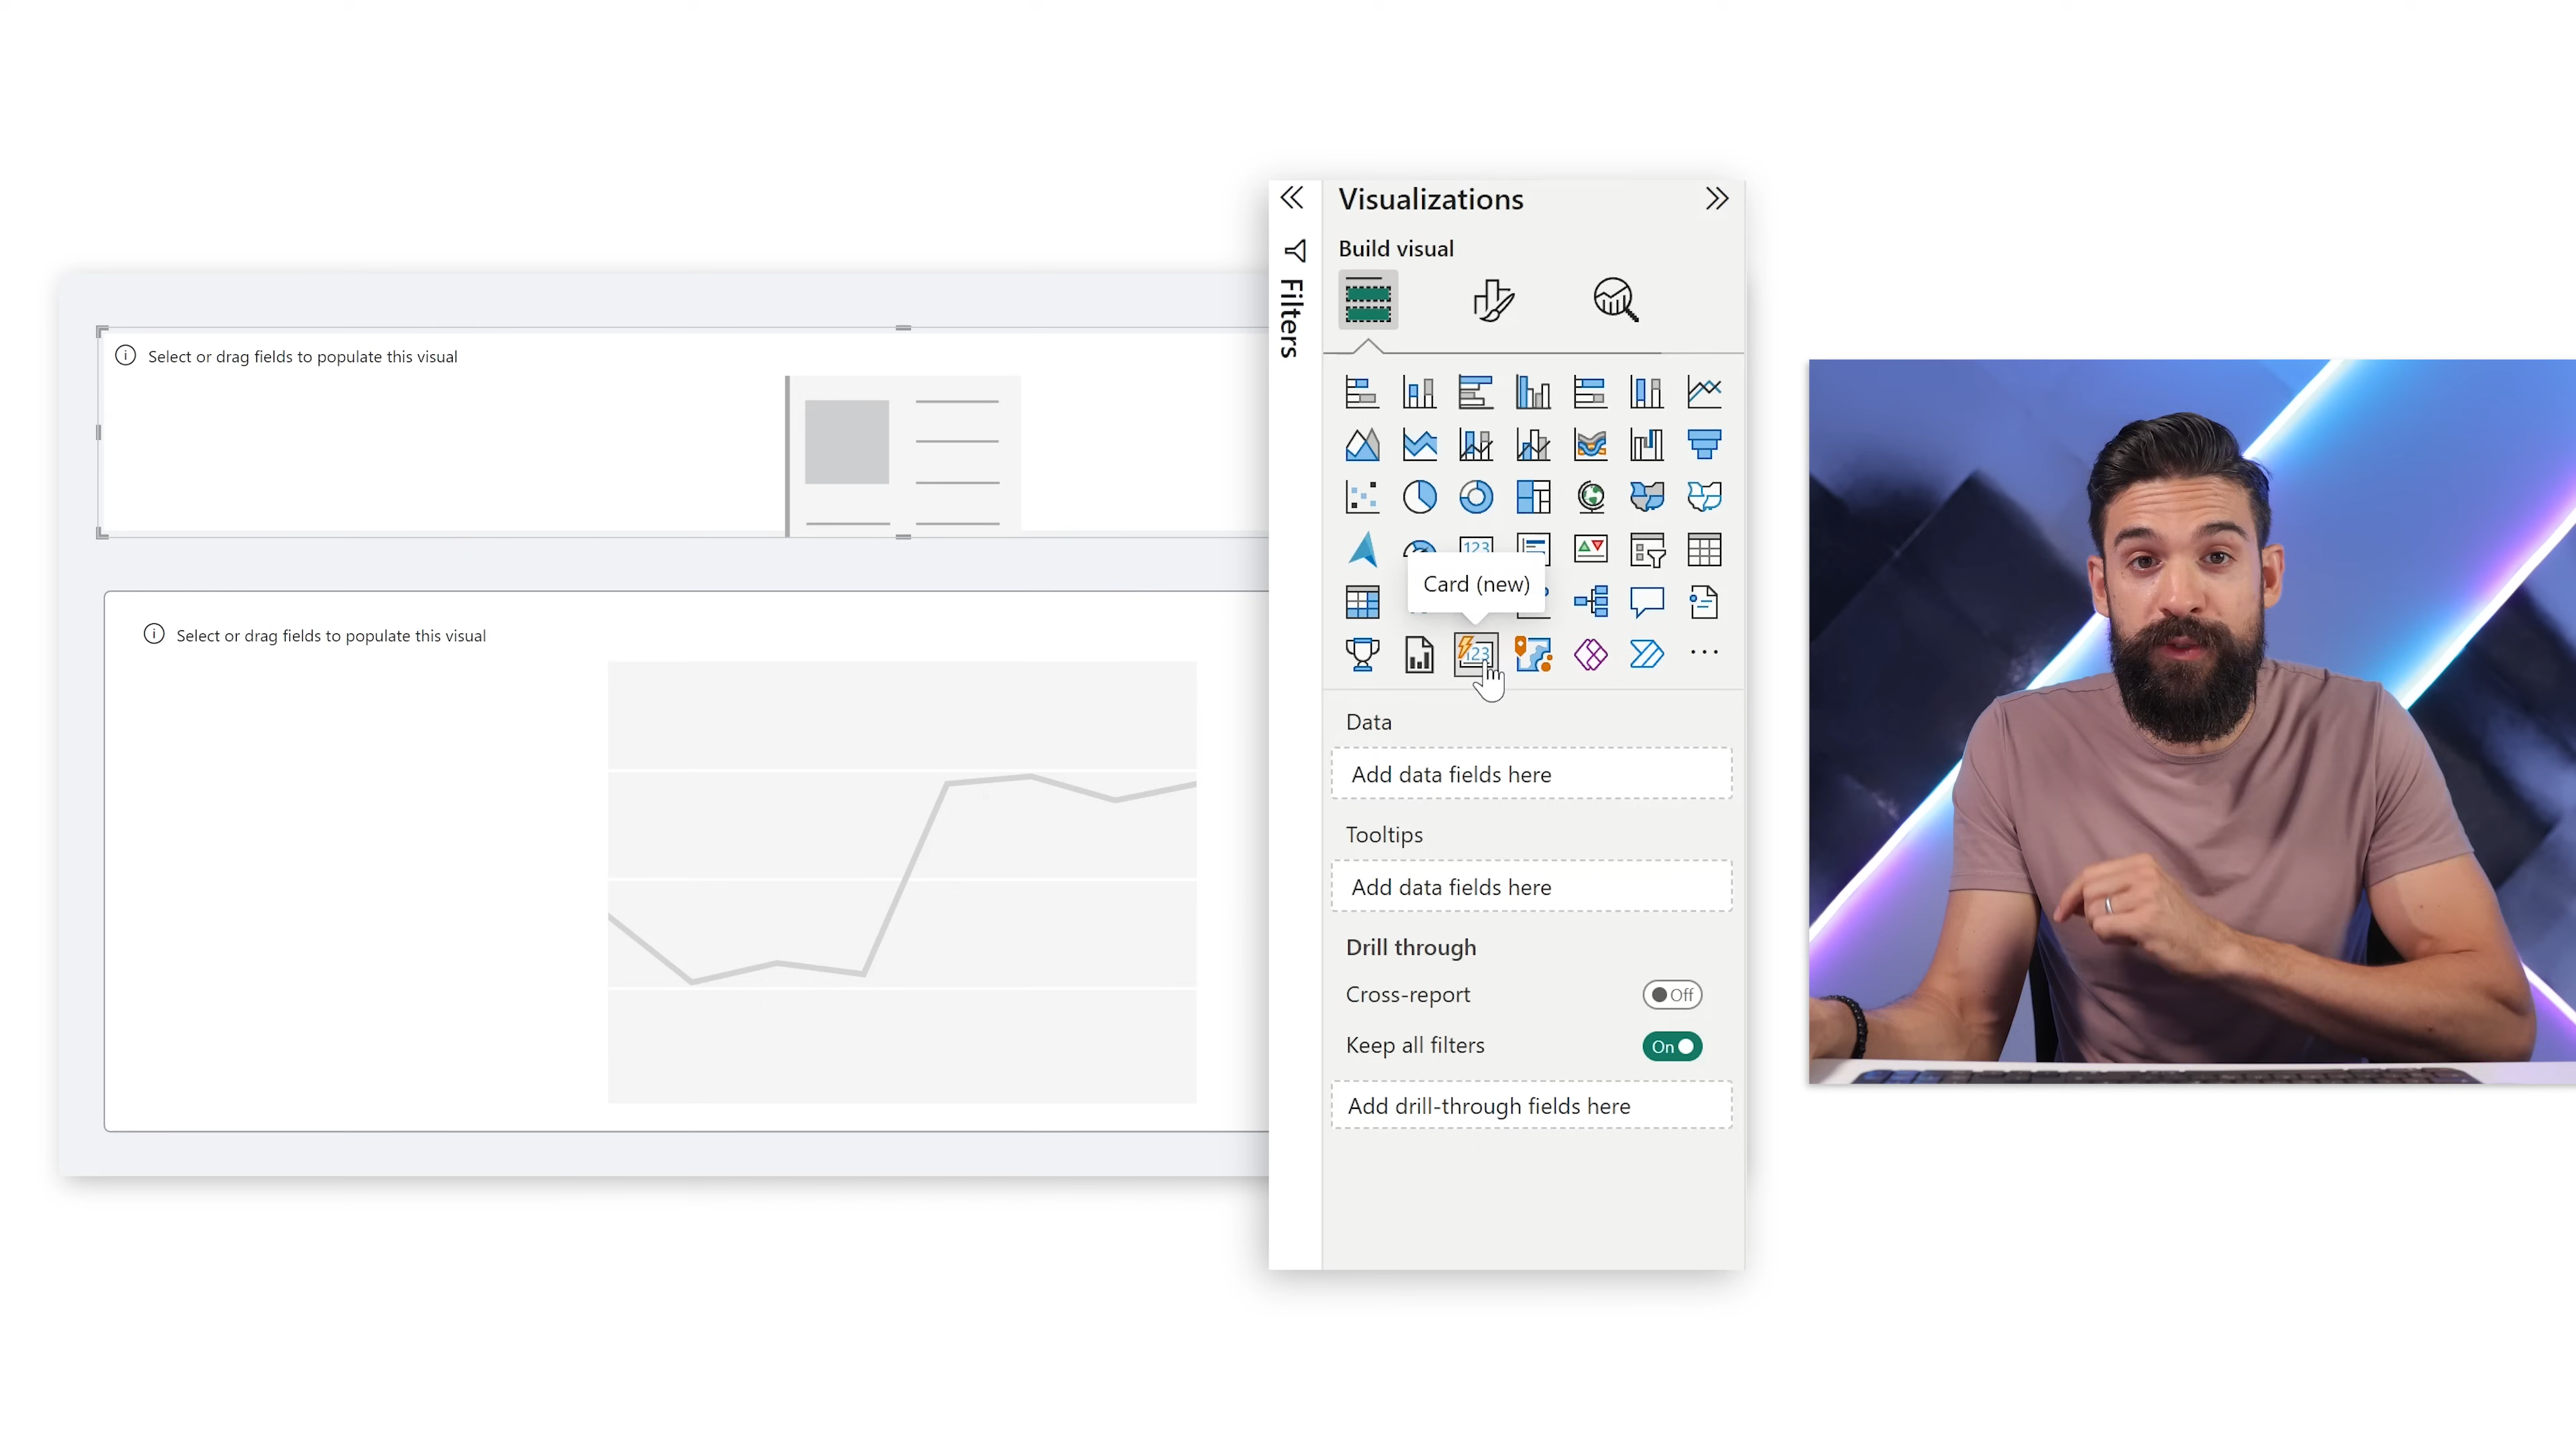 Select or drag fields to populate this visual
Select or drag fields to populate this visual
Filters
Visualizations
Build visual
123
Card (new)
123
Data
Add data fields here
Tooltips
Add data fields here
Drill through
Cross-report
Off
Keep all filters
On
Add drill-through fields here